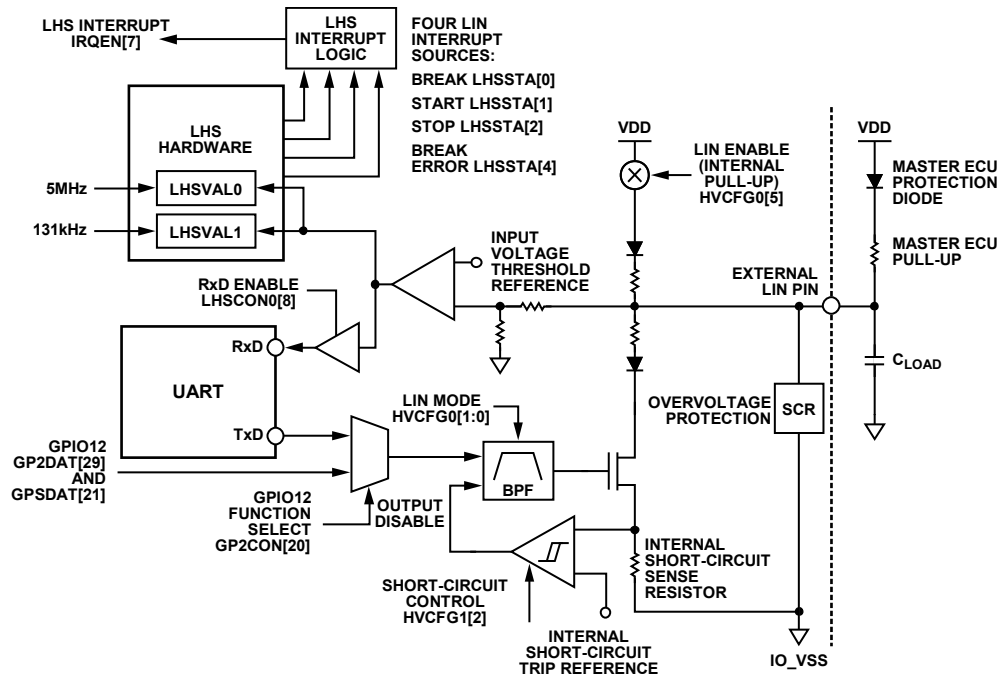 LHS INTERRUPT
IRQEN[7]
LHS
INTERRUPT
LOGIC
FOUR LIN
INTERRUPT
SOURCES:
BREAK LHSSTA[0]
START LHSSTA[1]
STOP LHSSTA[2]
BREAK
ERROR LHSSTA[4]
LHS
HARDWARE
5MHz
LHSVAL0
131kHz
LHSVAL1
VDD
LIN ENABLE
(INTERNAL
PULL-UP)
HVCFG0[5]
VDD
MASTER ECU
PROTECTION
DIODE
MASTER ECU
PULL-UP
INPUT
VOLTAGE
THRESHOLD
REFERENCE
EXTERNAL
LIN PIN
RxD ENABLE
LHSCON0[8]
RxD
UART
TxD
CLOAD
OVERVOLTAGE
PROTECTION
SCR
LIN MODE
HVCFG0[1:0]
BPF
GPIO12
GP2DAT[29]
AND
GPSDAT[21]
GPIO12
FUNCTION
SELECT
GP2CON[20]
OUTPUT
DISABLE
SHORT-CIRCUIT
CONTROL
HVCFG1[2]
INTERNAL
SHORT-CIRCUIT
SENSE
RESISTOR
INTERNAL
SHORT-CIRCUIT
TRIP REFERENCE
IO_VSS